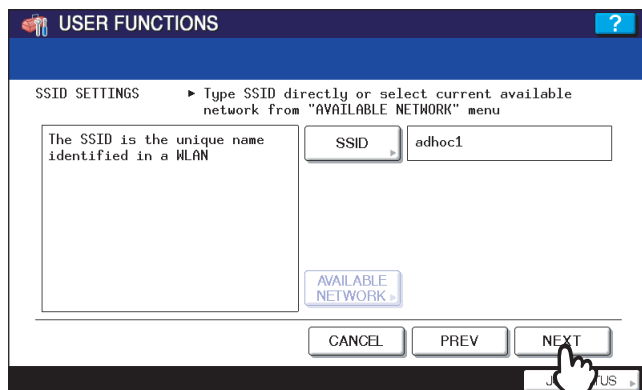 USER FUNCTIONS
?
SSID SETTINGS
► Type SSID directly or select current available
network from "AVAILABLE NETWORK" menu
The SSID is the unique name
identified in a WLAN
SSID
adhoc1
AVAILABLE
NETWORK
CANCEL
PREV
NEXT